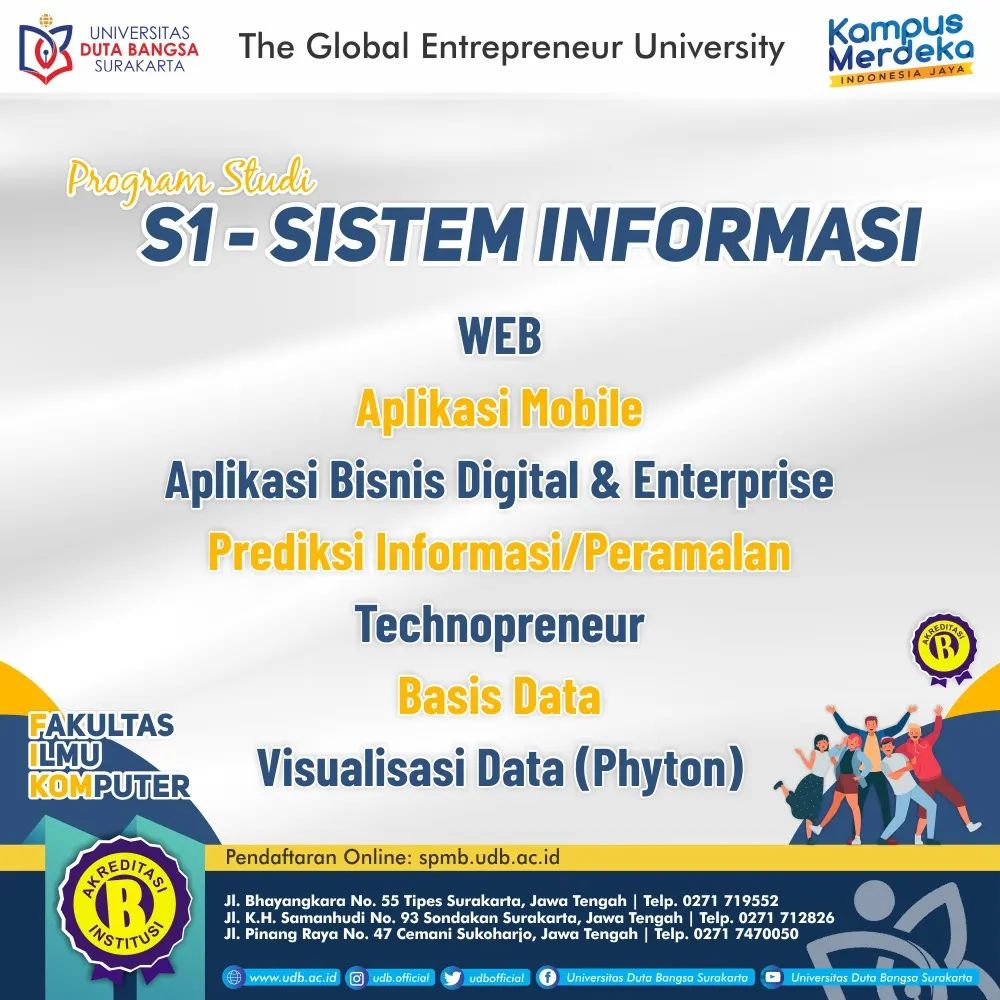 UNIVERSITAS
DUTA BANGSA
SURAKARTA
The Global Entrepreneur University
Kampus
Merdeka
INDONESIA JAYA
Program Studi
S1 - SISTEM INFORMASI
WEB
Aplikasi Mobile
Aplikasi Bisnis Digital & Enterprise
Prediksi Informasi/Peramalan
Technopreneur
Basis Data
Visualisasi Data (Phyton)
AKREDITASI
B
FAKULTAS
ILMU
KOMPUTER
AKREDITASI
B
INSTITUSI
Pendaftaran Online: spmb.udb.ac.id
Jl. Bhayangkara No. 55 Tipes Surakarta, Jawa Tengah | Telp. 0271 719552
Jl. K.H. Samanhudi No. 93 Sondakan Surakarta, Jawa Tengah | Telp. 0271 712826
Jl. Pinang Raya No. 47 Cemani Sukoharjo, Jawa Tengah | Telp. 0271 7470050
www.udb.ac.id udb.official udbofficial Universitas Duta Bangsa Surakarta Universitas Duta Bangsa Surakarta